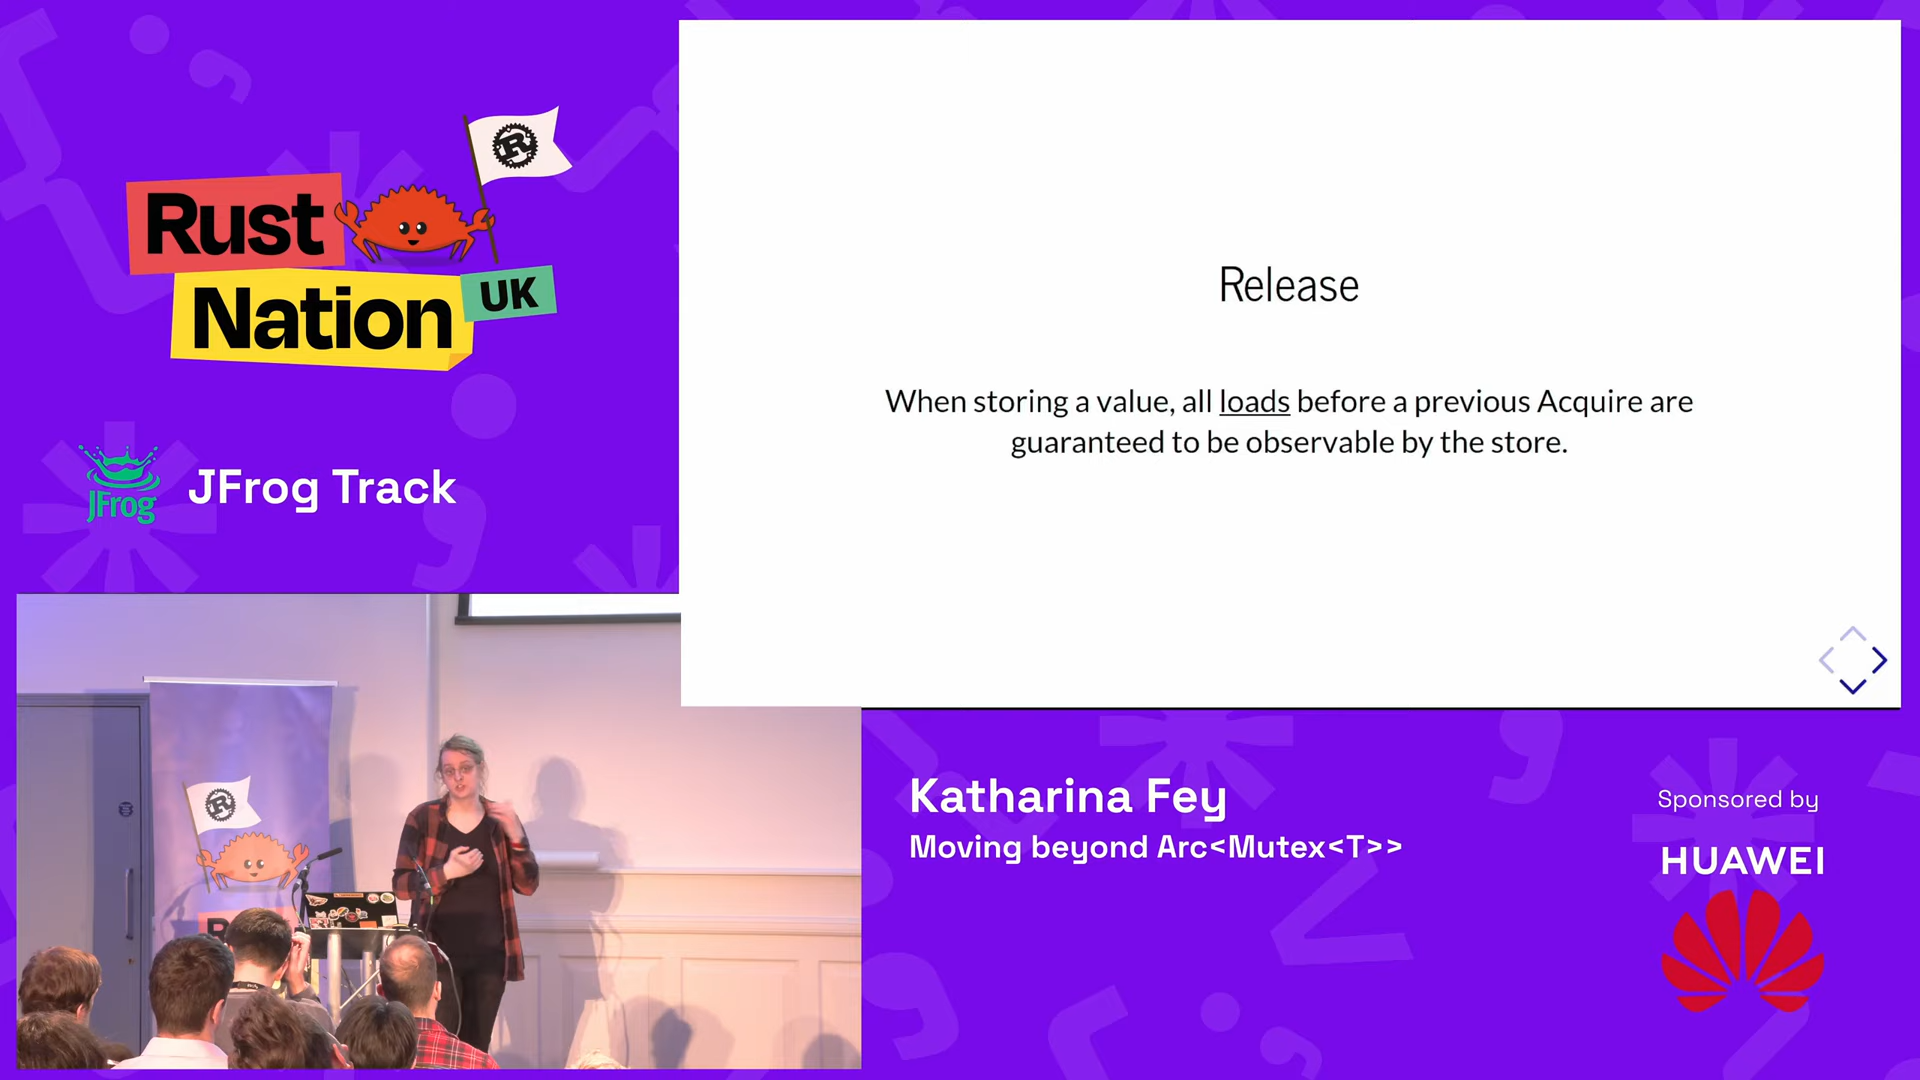 Rust
Nation
UK
JFrog
JFrog Track
Release
When storing a value, all loads before a previous Acquire are
guaranteed to be observable by the store.
Katharina Fey
Moving beyond Arc<Mutex<T>>
Sponsored by
HUAWEI